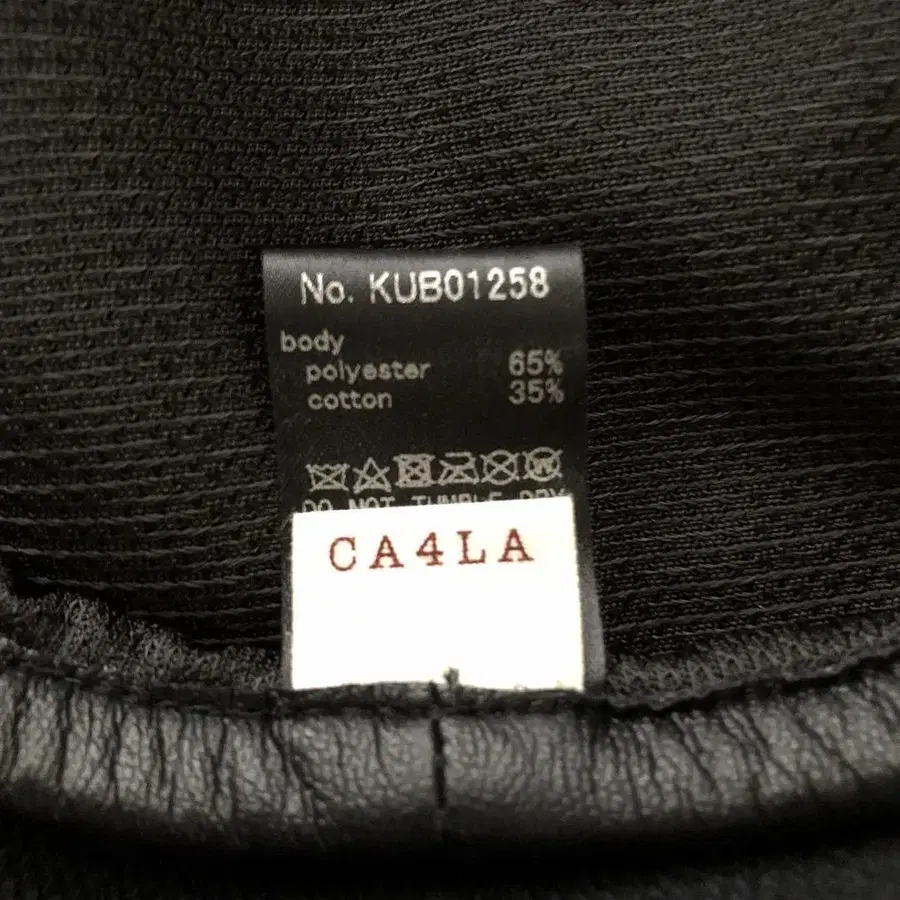 No. KUB01258
body
polyester 65%
cotton 35%
DO NOT TUMBLE DRY
CA4LA